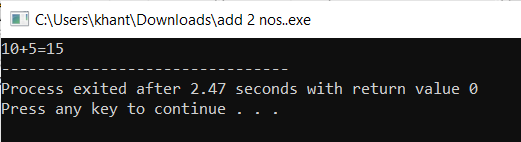 C:\Users\khant\Downloads\add 2 nos..exe
10+5=15
--------------------------------
Process exited after 2.47 seconds with return value 0
Press any key to continue . . .